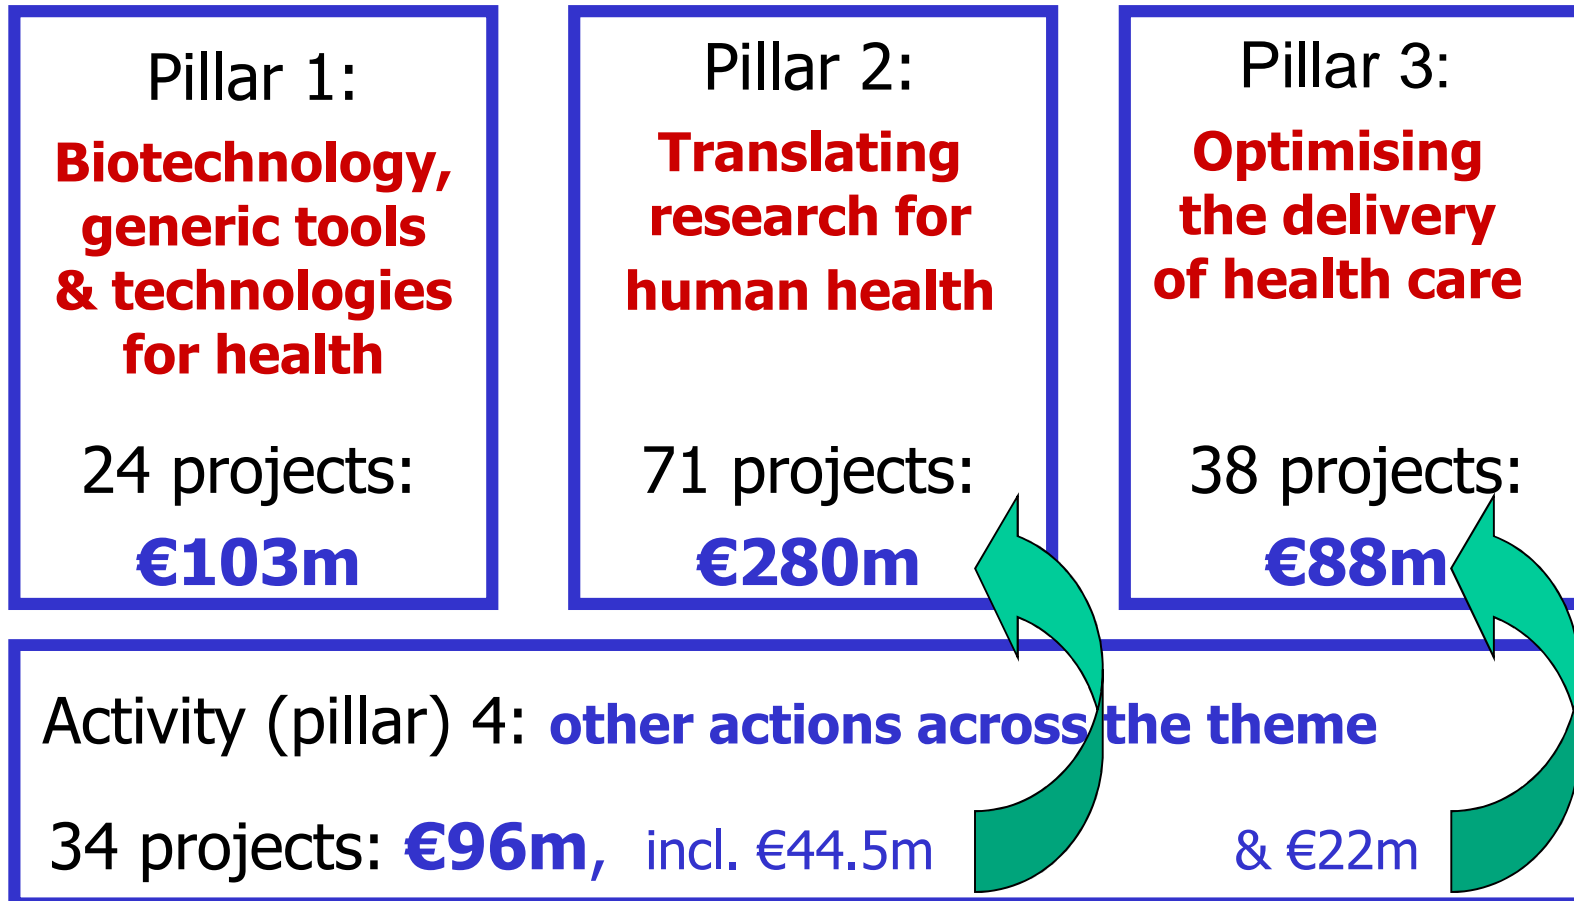 Pillar 1:
Biotechnology,
generic tools
& technologies
for health
24 projects:
€103m
Pillar 2:
Translating
research for
human health
71 projects:
€280m
Pillar 3:
Optimising
the delivery
of health care
38 projects:
€88m
Activity (pillar) 4: other actions across the theme
34 projects: €96m, incl. €44.5m & €22m